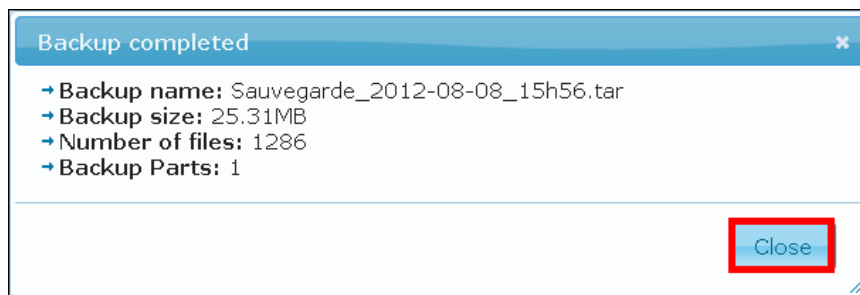 Backup completed
Backup name: Sauvegarde_2012-08-08_15h56.tar
Backup size: 25.31MB
Number of files: 1286
Backup Parts: 1
Close